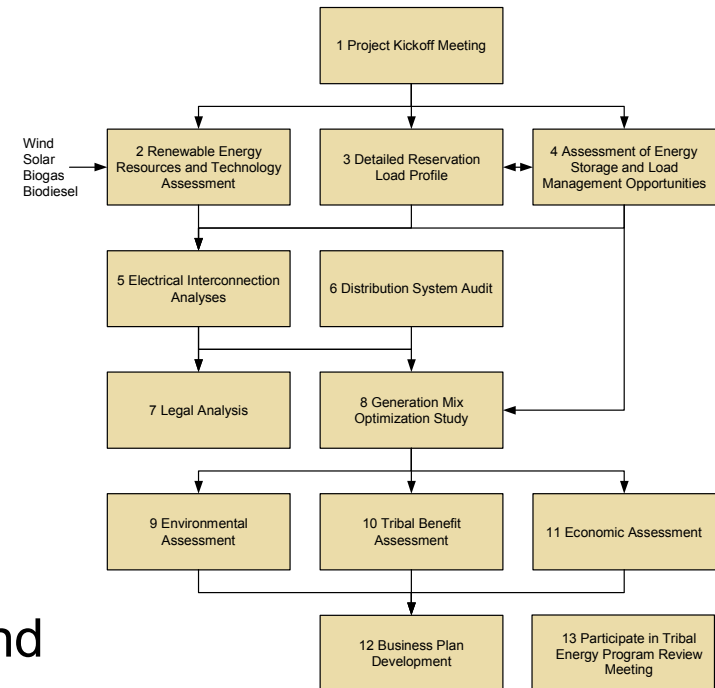 1 Project Kickoff Meeting
Wind
Solar
Biogas
Biodiesel
2 Renewable Energy
Resources and Technology
Assessment
3 Detailed Reservation
Load Profile
4 Assessment of Energy
Storage and Load
Management Opportunities
5 Electrical Interconnection
Analyses
6 Distribution System Audit
7 Legal Analysis
8 Generation Mix
Optimization Study
9 Environmental
Assessment
10 Tribal Benefit
Assessment
11 Economic Assessment
nd
12 Business Plan
Development
13 Participate in Tribal
Energy Program Review
Meeting